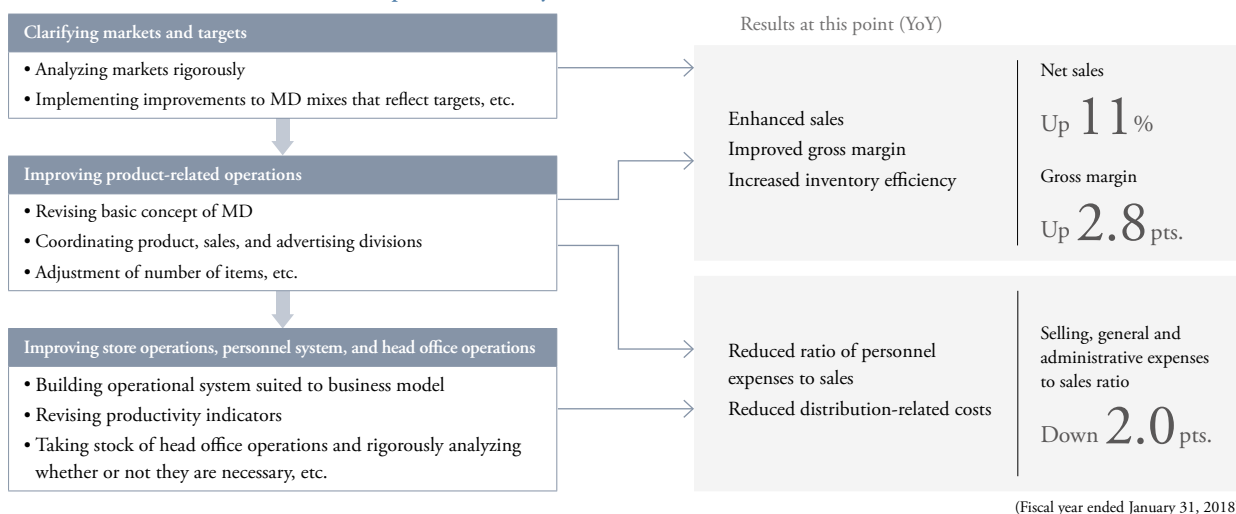 Clarifying markets and targets
• Analyzing markets rigorously
• Implementing improvements to MD mixes that reflect targets, etc.
Improving product-related operations
• Revising basic concept of MD
• Coordinating product, sales, and advertising divisions
• Adjustment of number of items, etc.
Improving store operations, personnel system, and head office operations
• Building operational system suited to business model
• Revising productivity indicators
• Taking stock of head office operations and rigorously analyzing
whether or not they are necessary, etc.
Results at this point (YoY)
Enhanced sales
Improved gross margin
Increased inventory efficiency
Net sales
Up 11%
Gross margin
Up 2.8 pts.
Reduced ratio of personnel
expenses to sales
Reduced distribution-related costs
Selling, general and
administrative expenses
to sales ratio
Down 2.0 pts.
(Fiscal year ended January 31, 2018